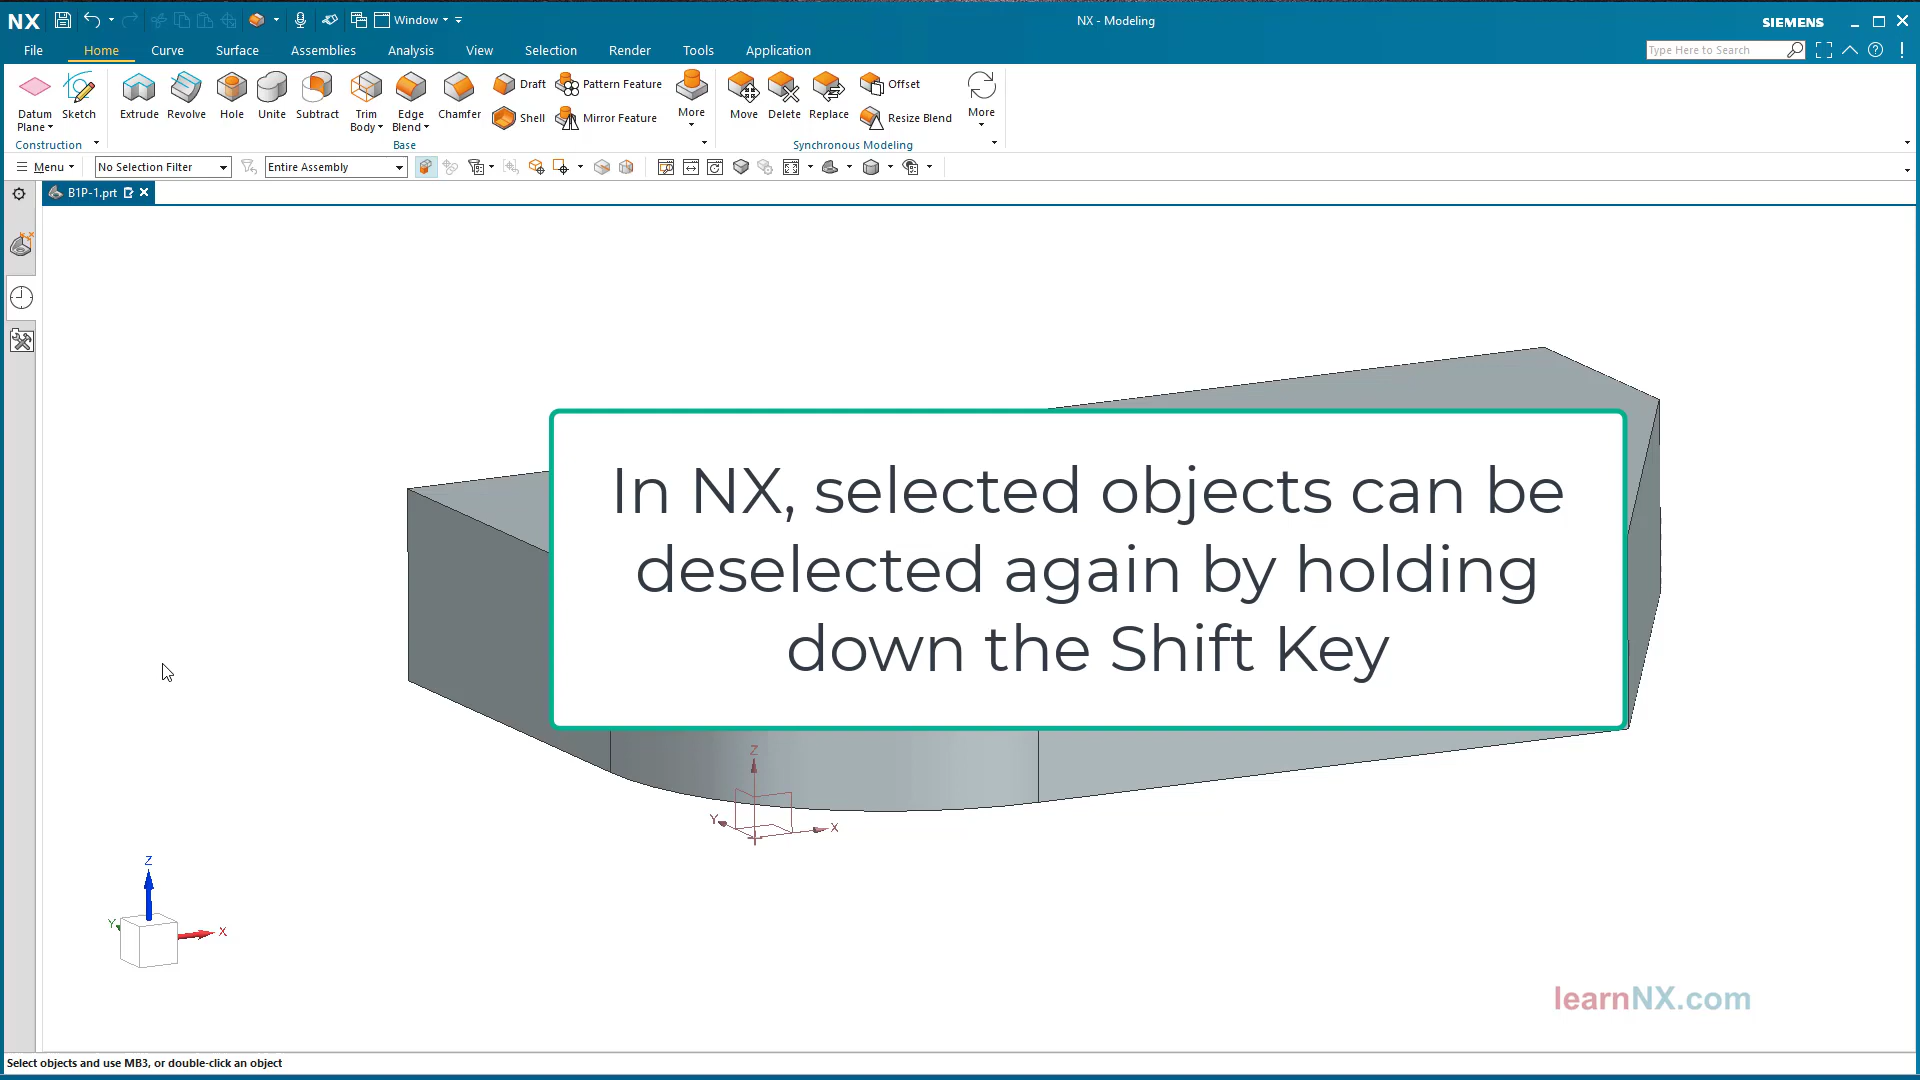 NX
Window
NX - Modeling
SIEMENS
File
Home
Curve
Surface
Assemblies
Analysis
View
Selection
Render
Tools
Application
Type Here to Search
Datum
Plane
Sketch
Extrude
Revolve
Hole
Unite
Subtract
Trim
Body
Edge
Blend
Chamfer
Draft
Shell
Pattern Feature
Mirror Feature
More
Move
Delete
Replace
Offset
Resize Blend
More
Construction
Base
Synchronous Modeling
Menu
No Selection Filter
Entire Assembly
B1P-1.prt
In NX, selected objects can be
deselected again by holding
down the Shift Key
Z
Y
X
Z
Y
X
learnNX.com
Select objects and use MB3, or double-click an object